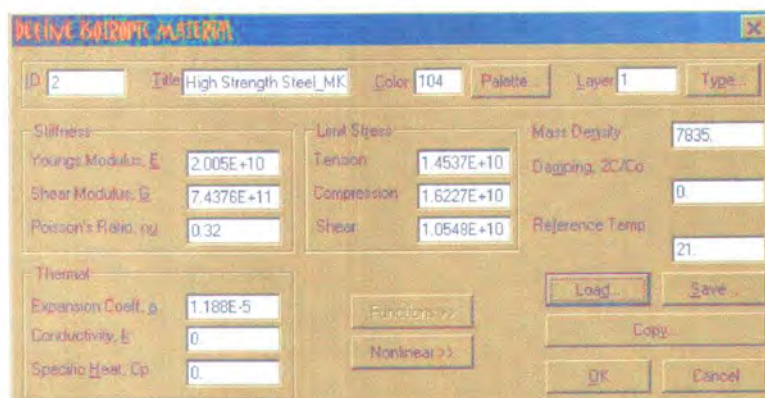 DEFINE ISOTROPIC MATERIAL
ID 2 Title High Strength Steel_MK Color 104 Palette... Layer 1 Type...
Stiffness
Youngs Modulus, E 2.005E+10
Shear Modulus, G 7.4376E+11
Poisson's Ratio, nu 0.32
Limit Stress
Tension 1.4537E+10
Compression 1.6227E+10
Shear 1.0548E+10
Mass Density 7835.
Damping, 2C/Co 0.
Reference Temp 21.
Thermal
Expansion Coeff, a 1.188E-5
Conductivity, k 0.
Specific Heat, Cp 0.
Functions >>
Nonlinear >>
Load... Save...
Copy...
OK Cancel